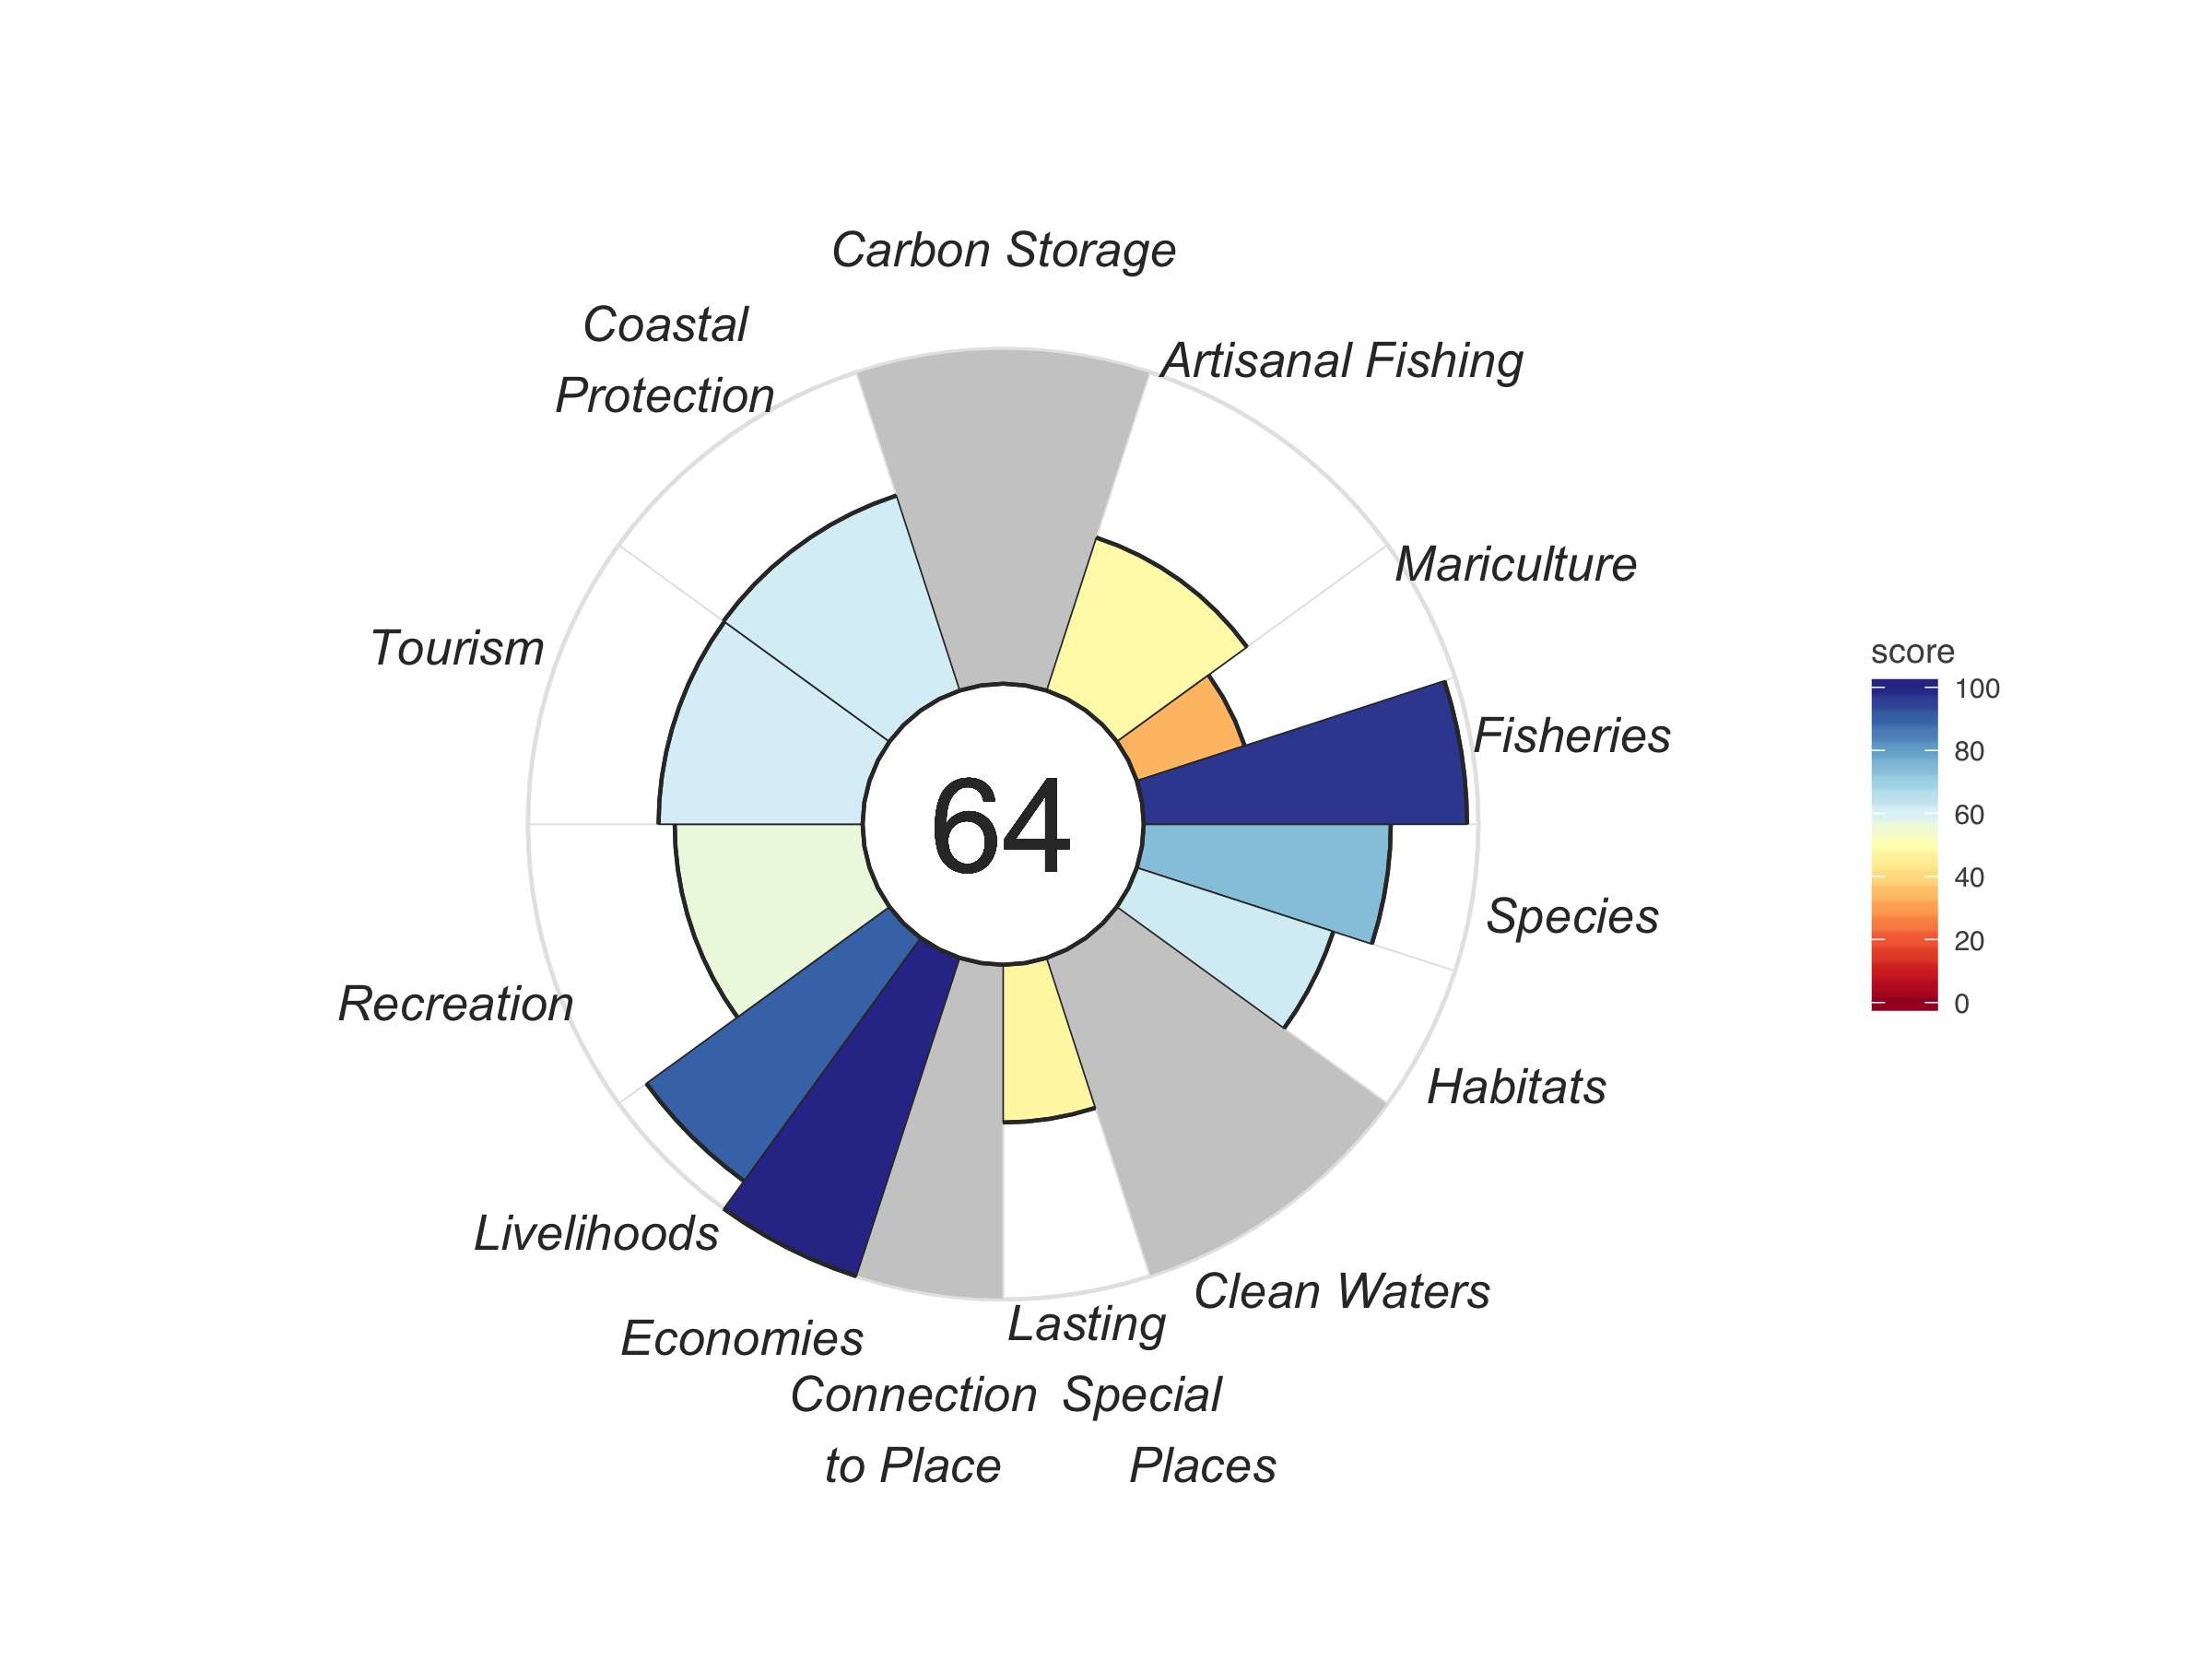 Carbon Storage
Coastal
Protection
Artisanal Fishing
Mariculture
Tourism
Fisheries
64
Species
Recreation
Habitats
Livelihoods
Clean Waters
Economies
Lasting
Special
Places
Connection
to Place
score
100
80
60
40
20
0